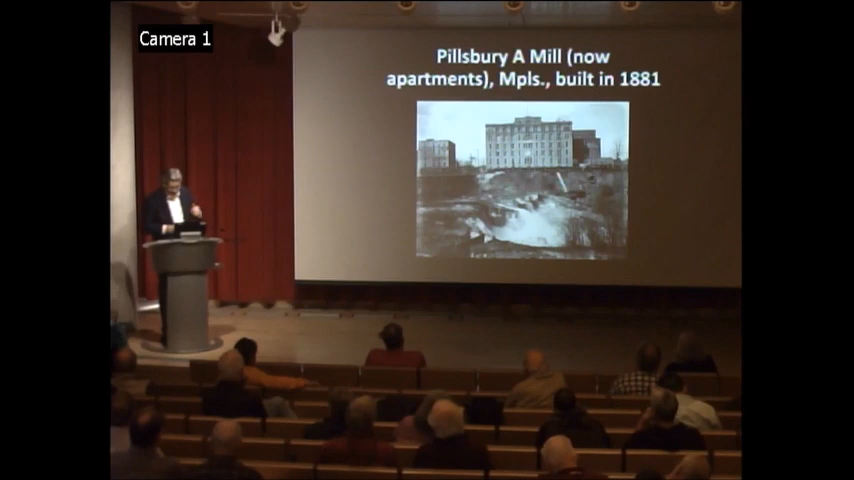 Camera 1
Pillsbury A Mill (now
apartments), Mpls., built in 1881